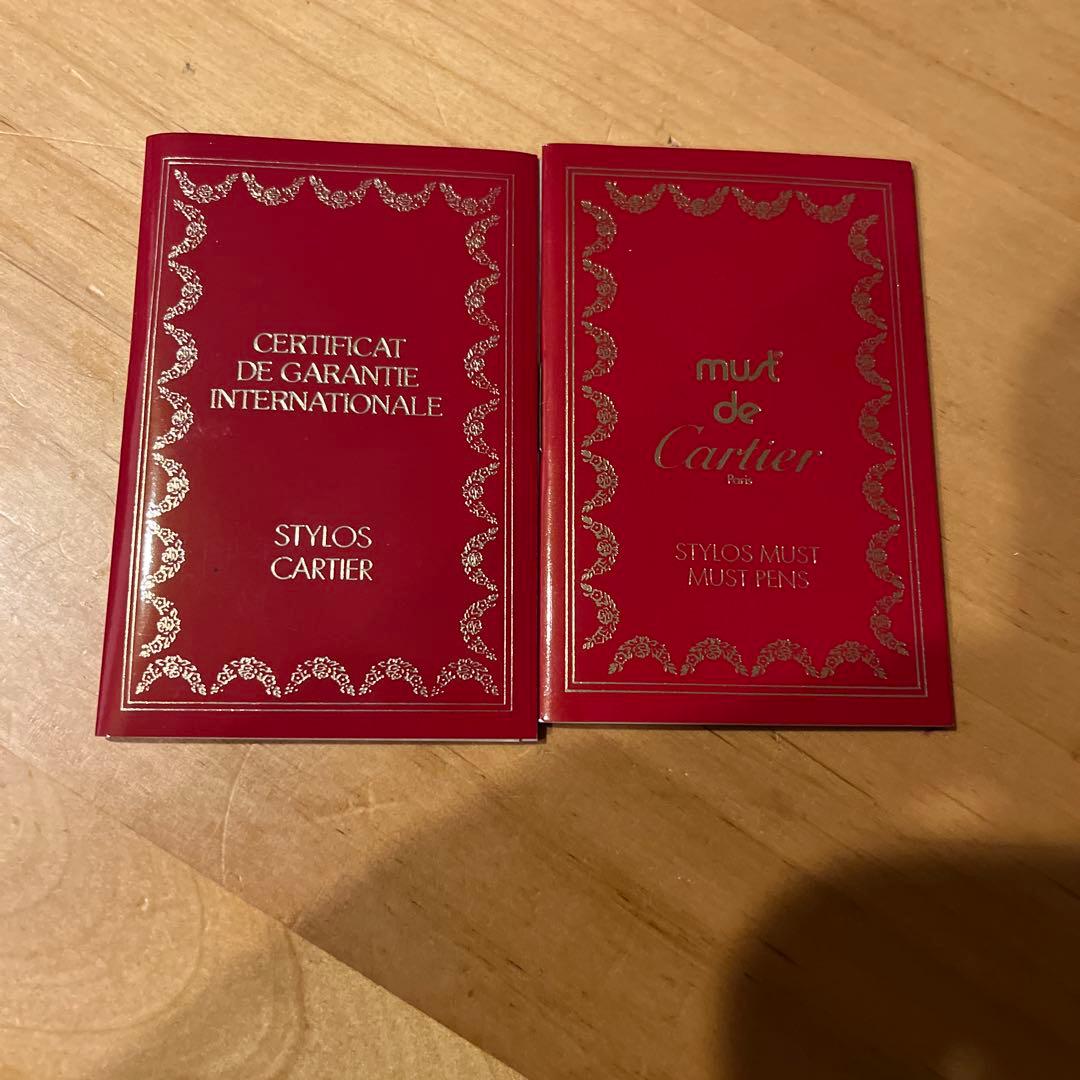 CERTIFICAT
DE GARANTIE
INTERNATIONALE
STYLOS
CARTIER
must
de
Cartier
Paris
STYLOS MUST
MUST PENS